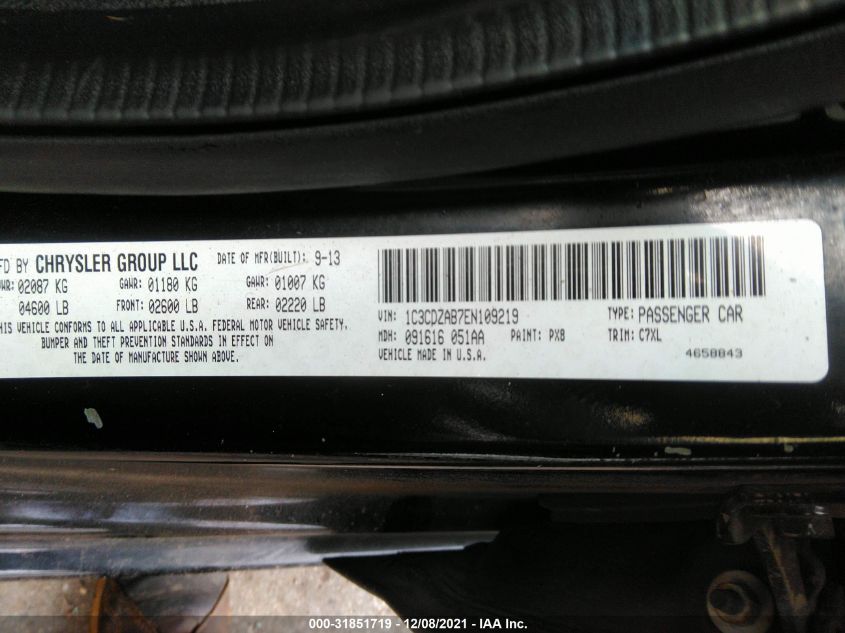 FD BY CHRYSLER GROUP LLC DATE OF MFR(BUILT): 9-13
WR: 02087 KG GAWR: 01180 KG GAWR: 01007 KG
04600 LB FRONT: 02600 LB REAR: 02220 LB
THIS VEHICLE CONFORMS TO ALL APPLICABLE U.S.A. FEDERAL MOTOR VEHICLE SAFETY,
BUMPER AND THEFT PREVENTION STANDARDS IN EFFECT ON
THE DATE OF MANUFACTURE SHOWN ABOVE.
VIN: 1C3CDZAB7EN109219 TYPE: PASSENGER CAR
MDH: 091616 051AA PAINT: PX8 TRIM: C7XL
VEHICLE MADE IN U.S.A. 4658843
000-31851719 - 12/08/2021 - IAA Inc.